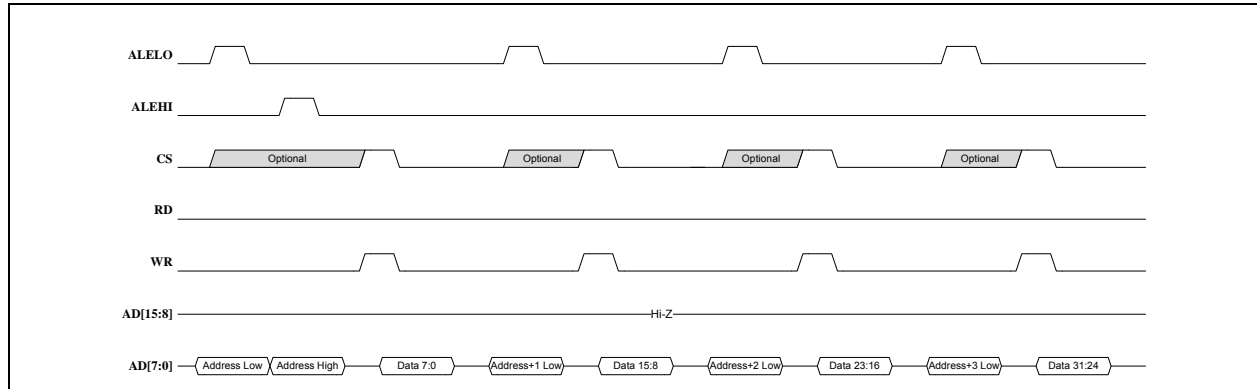 ALELO
ALEHI
CS Optional Optional Optional Optional
RD
WR
AD[15:8] Hi-Z
AD[7:0] Address Low Address High Data 7:0 Address+1 Low Data 15:8 Address+2 Low Data 23:16 Address+3 Low Data 31:24